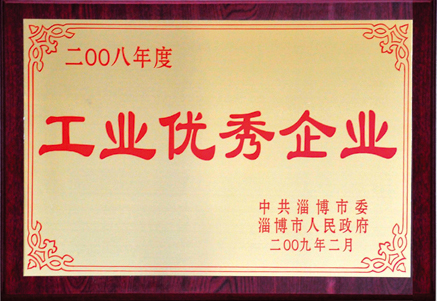 二00八年度
工业优秀企业
中共淄博市委
淄博市人民政府
二00九年二月